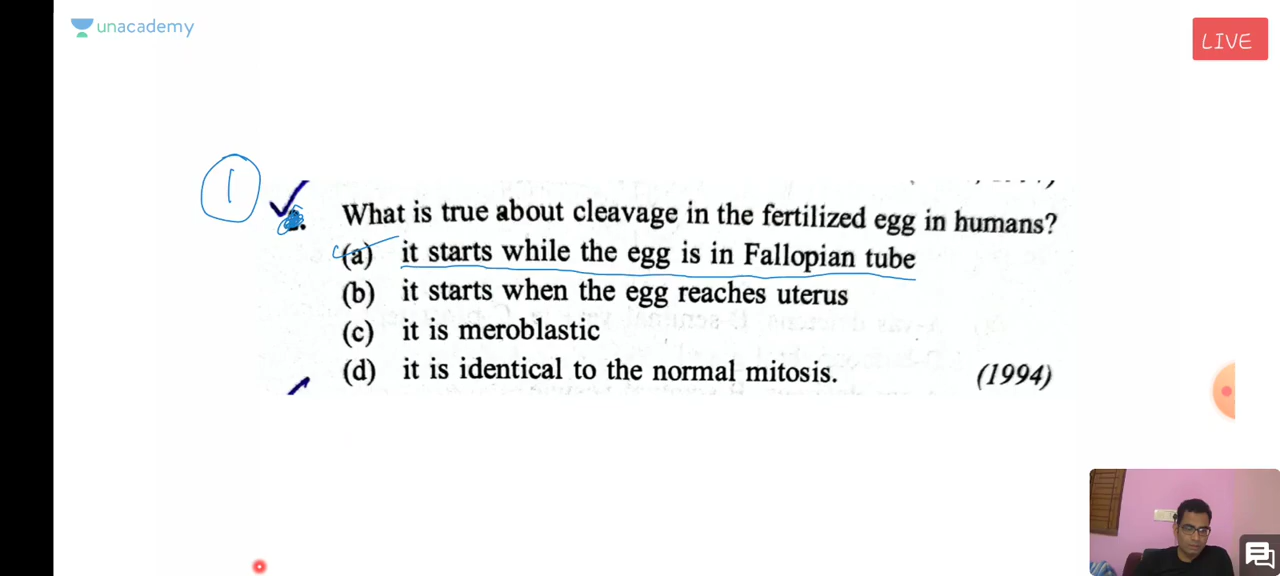 unacademy
LIVE
1
What is true about cleavage in the fertilized egg in humans?
(a) it starts while the egg is in Fallopian tube
(b) it starts when the egg reaches uterus
(c) it is meroblastic
(d) it is identical to the normal mitosis. (1994)